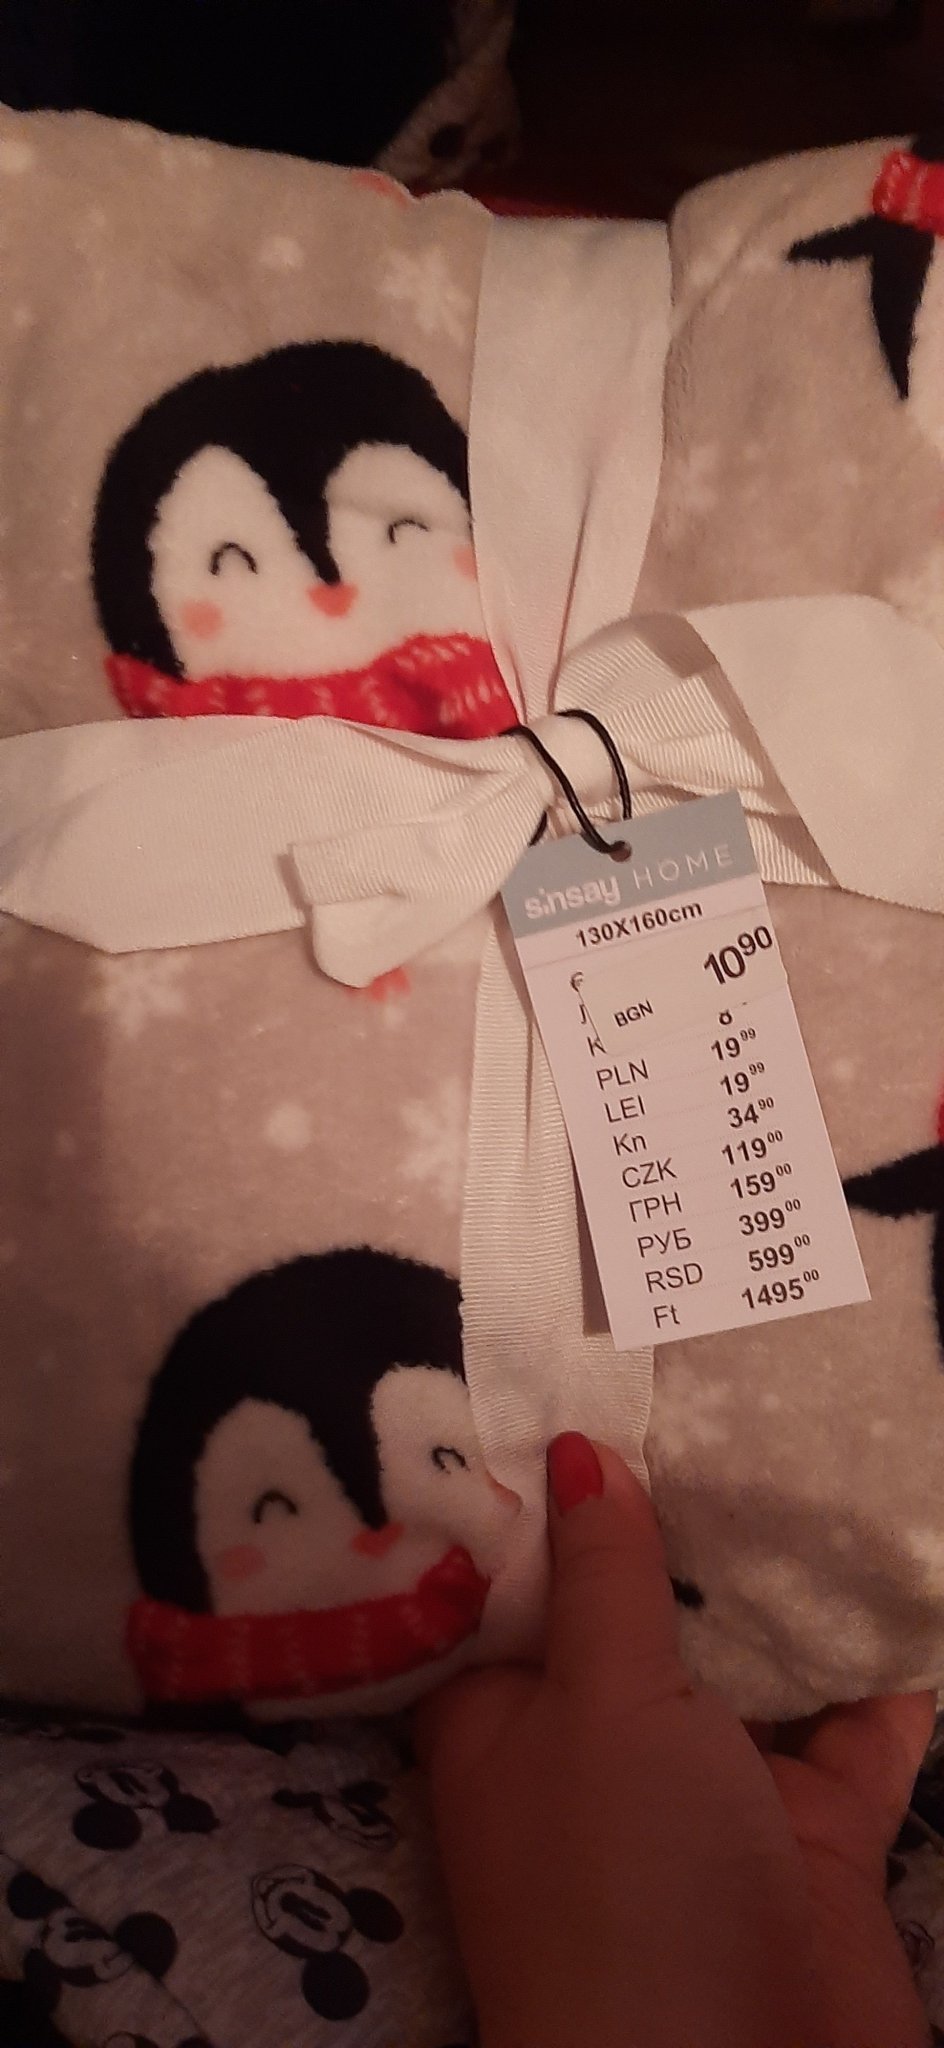 sinsay HOME
130X160cm
€
BGN 10⁹⁰
K
PLN 19⁹⁹
LEI 19⁹⁹
Kn 34⁹⁰
CZK 119⁰⁰
ГРН 159⁰⁰
РУБ 399⁰⁰
RSD 599⁰⁰
Ft 1495⁰⁰